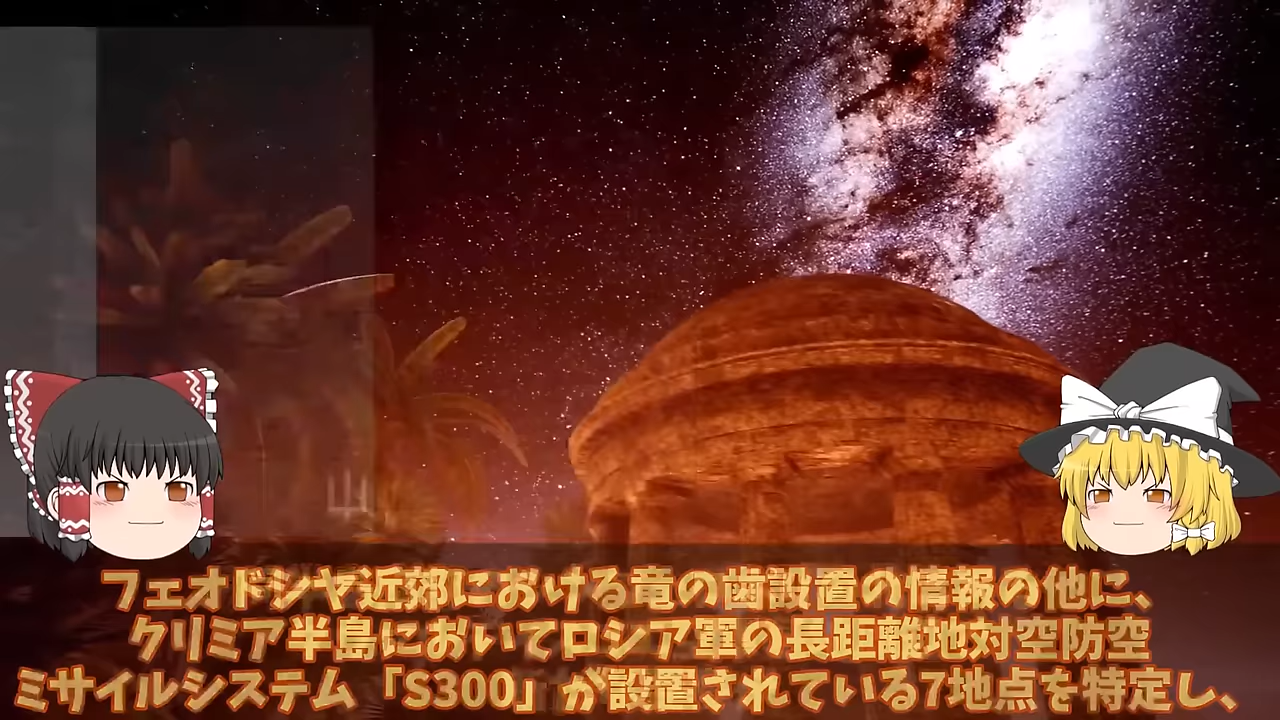 山
フェオドシヤ近郊における竜の歯設置の情報の他に、
クリミア半島においてロシア軍の長距離地対空防空
ミサイルシステム「S300」が設置されている7地点を特定し、